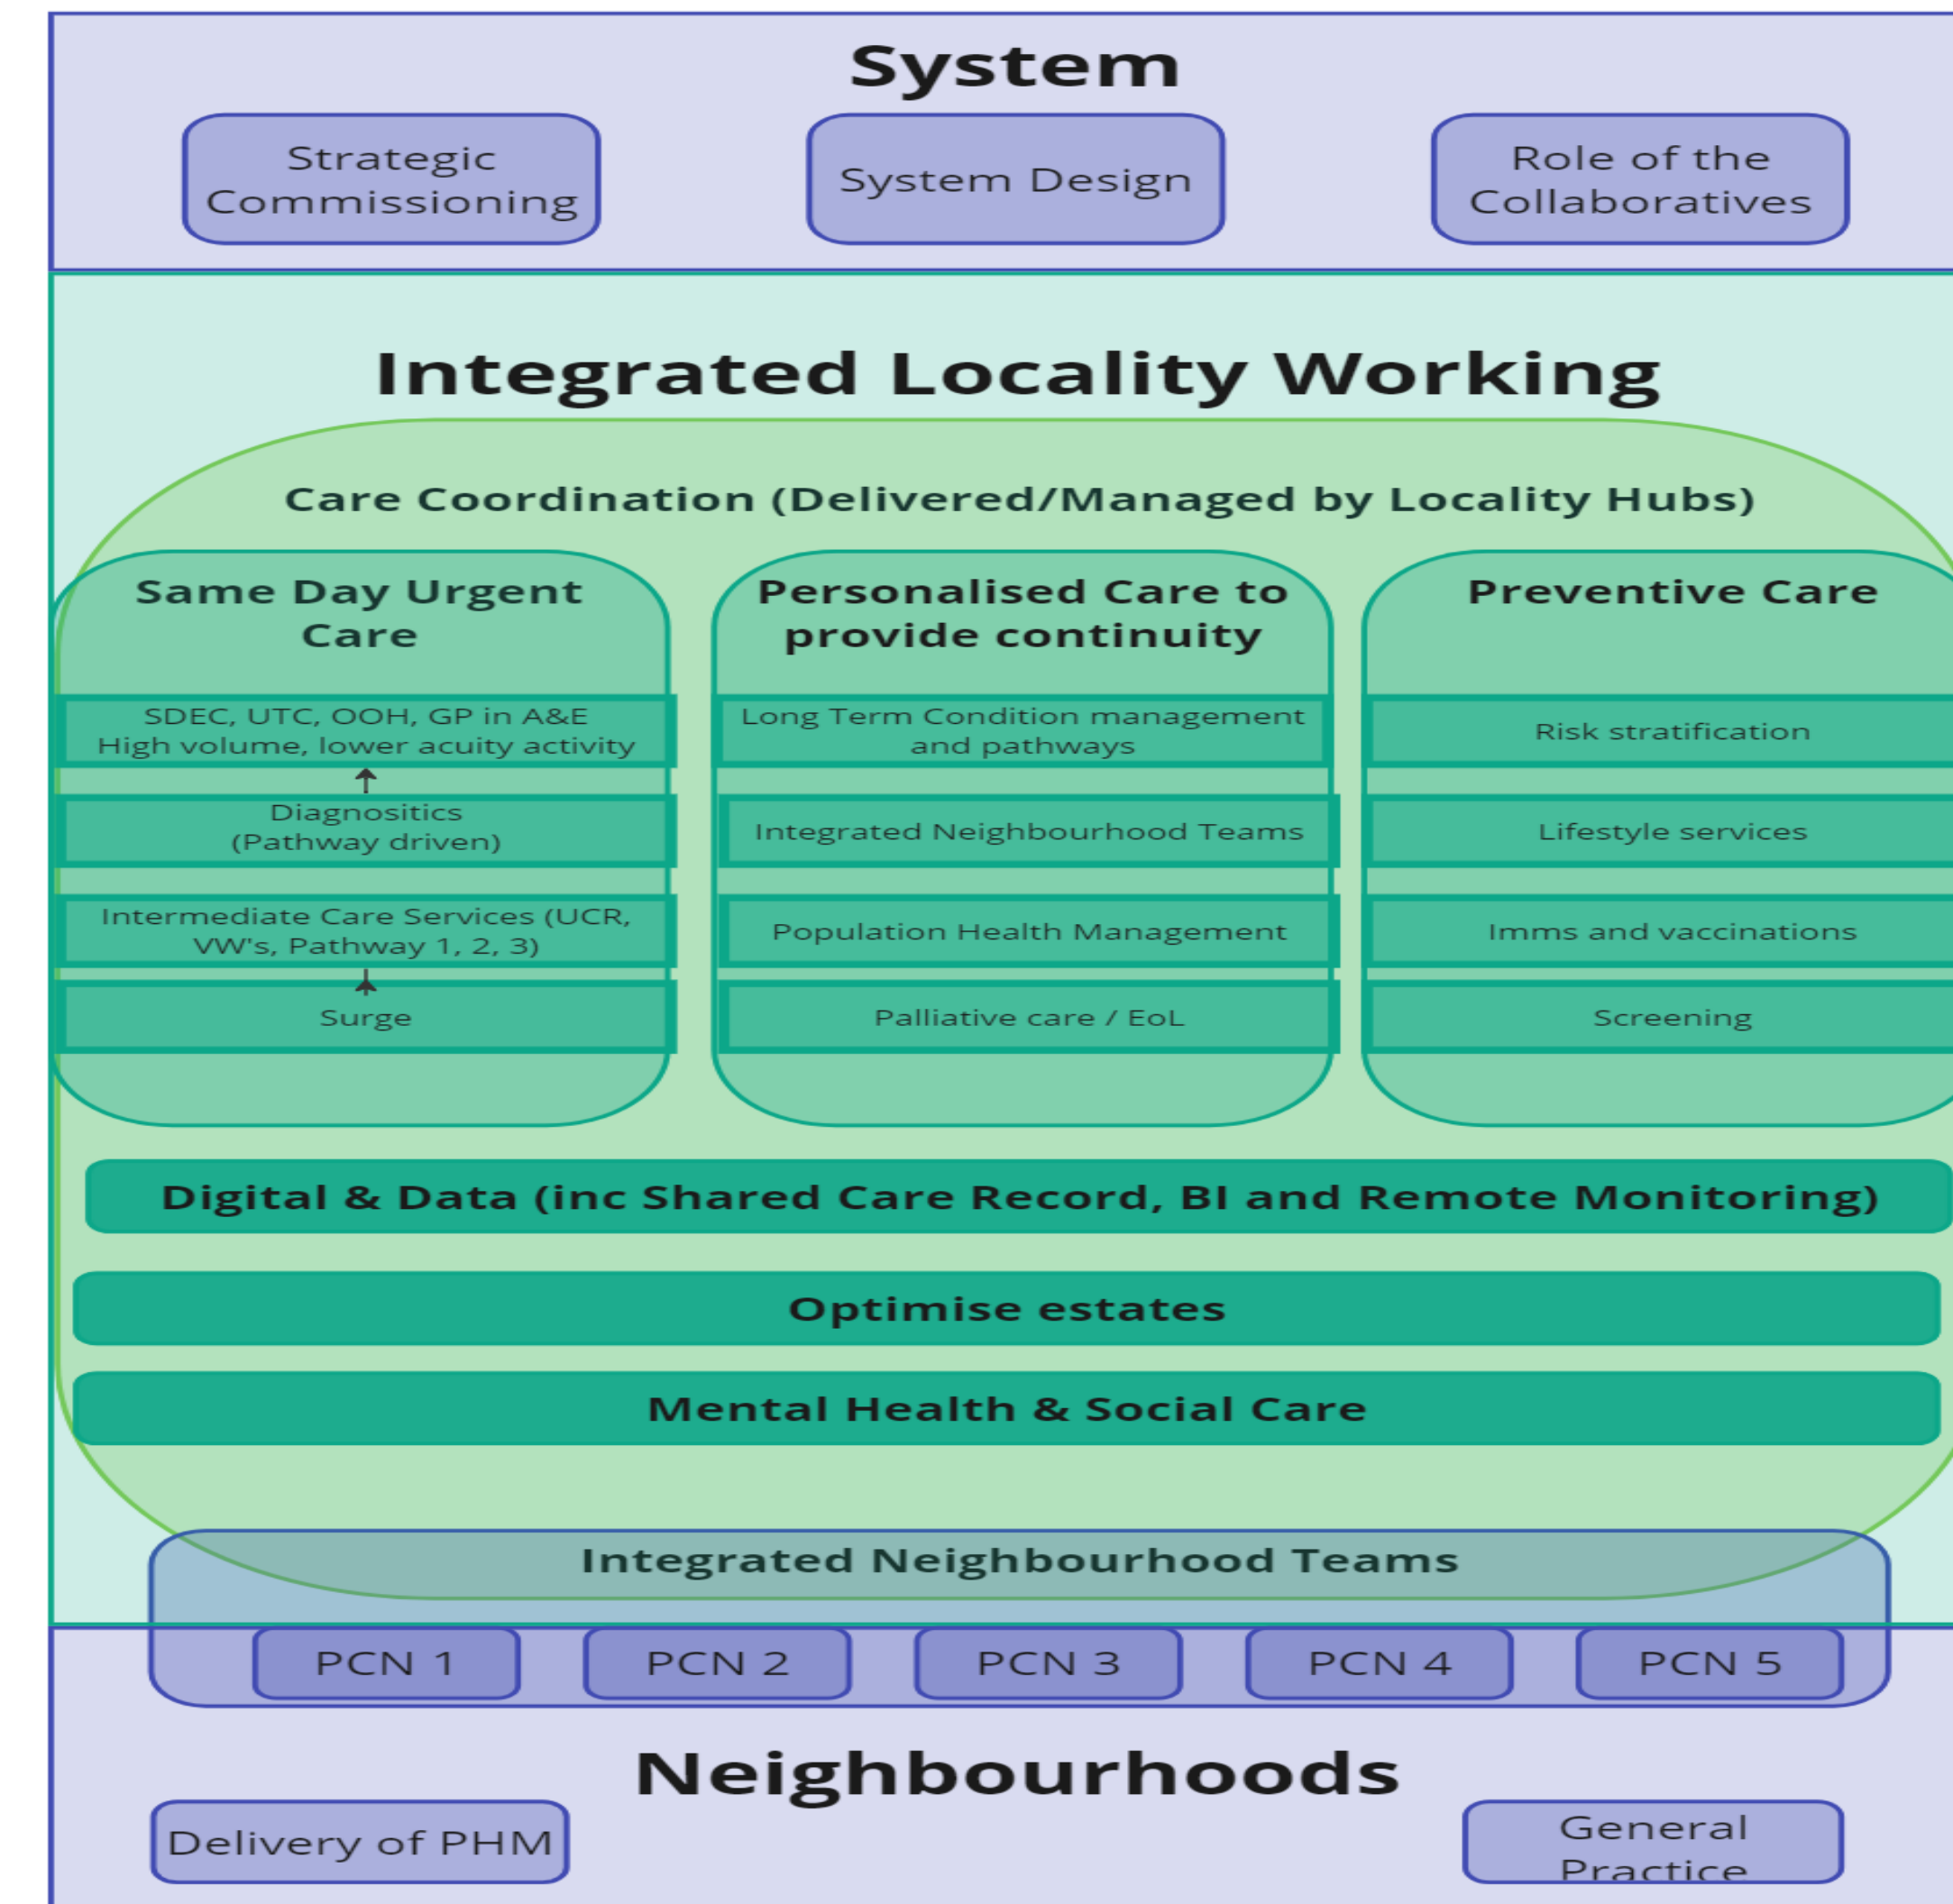 System
Strategic
Commissioning
System Design
Role of the
Collaboratives
Integrated Locality Working
Care Coordination (Delivered/Managed by Locality Hubs)
Same Day Urgent
Care
SDEC, UTC, OOH, GP in A&E
High volume, lower acuity activity
Diagnositics
(Pathway driven)
Intermediate Care Services (UCR,
VW's, Pathway 1, 2, 3)
Surge
Personalised Care to
provide continuity
Long Term Condition management
and pathways
Integrated Neighbourhood Teams
Population Health Management
Palliative care / EoL
Preventive Care
Risk stratification
Lifestyle services
Imms and vaccinations
Screening
Digital & Data (inc Shared Care Record, BI and Remote Monitoring)
Optimise estates
Mental Health & Social Care
Integrated Neighbourhood Teams
PCN 1
PCN 2
PCN 3
PCN 4
PCN 5
Neighbourhoods
Delivery of PHM
General
Practice